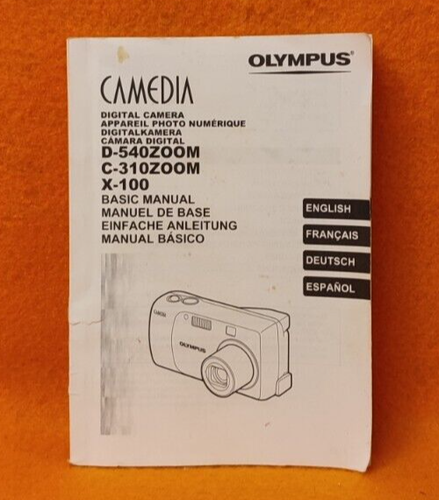 OLYMPUS®
CAMEDIA
DIGITAL CAMERA
APPAREIL PHOTO NUMÉRIQUE
DIGITALKAMERA
CÁMARA DIGITAL
D-540ZOOM
C-310ZOOM
X-100
BASIC MANUAL
MANUEL DE BASE
EINFACHE ANLEITUNG
MANUAL BÁSICO
ENGLISH
FRANÇAIS
DEUTSCH
ESPAÑOL
CAMEDIA
OLYMPUS